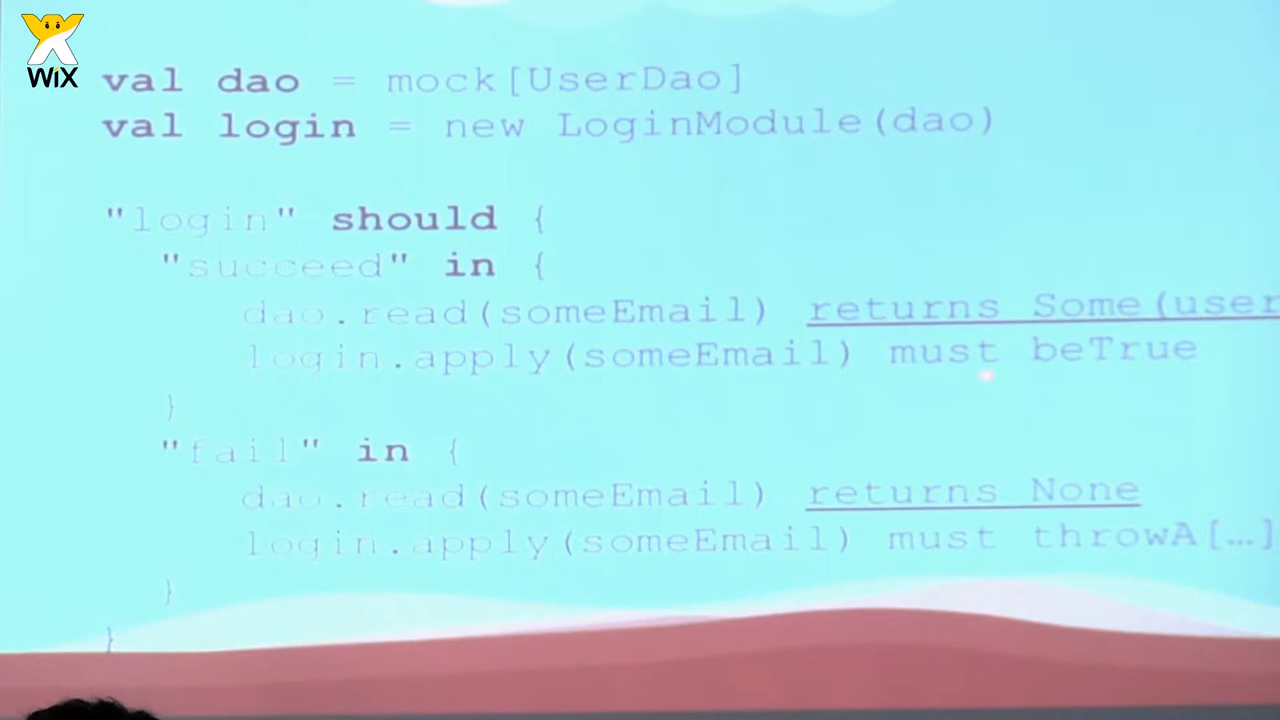 WiX
val dao = mock[UserDao]
val login = new LoginModule(dao)
"login" should {
"succeed" in {
dao.read(someEmail) returns Some(user
login.apply(someEmail) must beTrue
}
"fail" in {
dao.read(someEmail) returns None
login.apply(someEmail) must throwA[…]
}
}